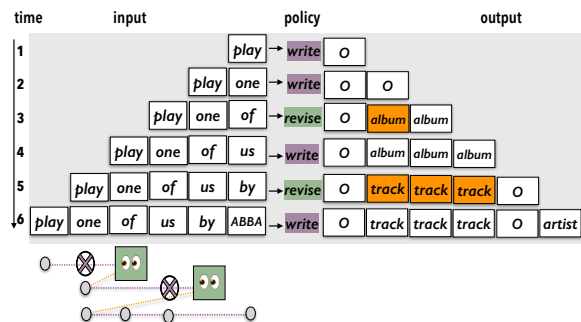 time input policy output
1 play write O
2 play one write O O
3 play one of revise O album album
4 play one of us write O album album album
5 play one of us by revise O track track track O
6 play one of us by ABBA write O track track track O artist